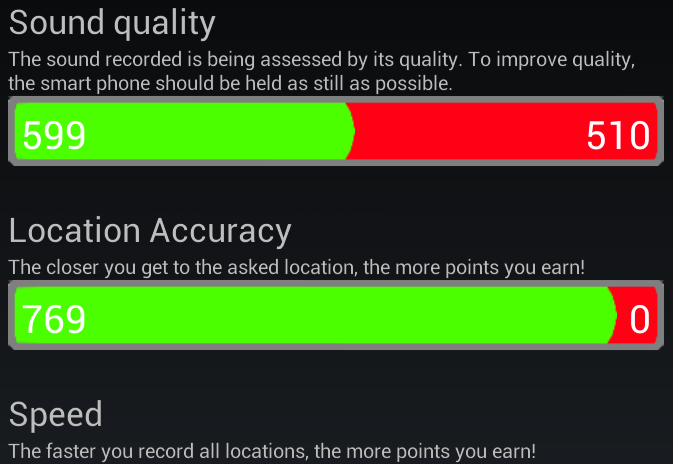 Sound quality
The sound recorded is being assessed by its quality. To improve quality,
the smart phone should be held as still as possible.
599 510
Location Accuracy
The closer you get to the asked location, the more points you earn!
769 0
Speed
The faster you record all locations, the more points you earn!